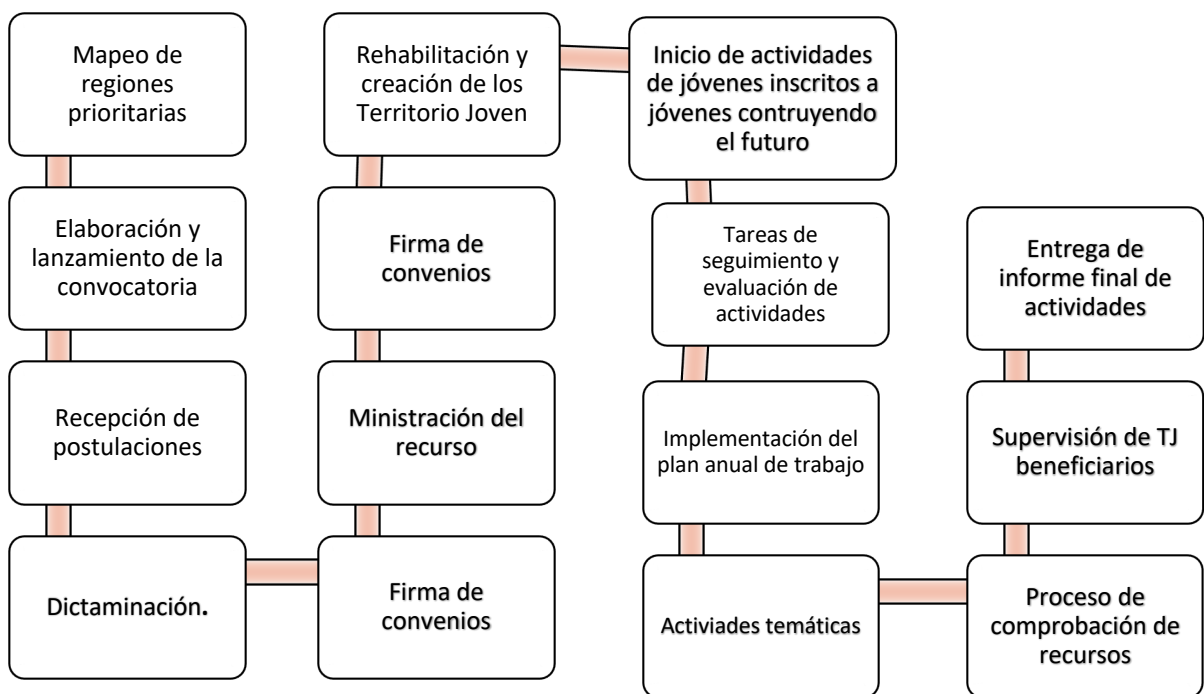 Mapeo de
regiones
prioritarias
Elaboración y
lanzamiento de la
convocatoria
Recepción de
postulaciones
Dictaminación.
Firma de
convenios
Ministración del
recurso
Firma de
convenios
Rehabilitación y
creación de los
Territorio Joven
Inicio de actividades
de jóvenes inscritos a
jóvenes contruyendo
el futuro
Tareas de
seguimiento y
evaluación de
actividades
Implementación del
plan anual de trabajo
Activiades temáticas
Proceso de
comprobación de
recursos
Supervisión de TJ
beneficiarios
Entrega de
informe final de
actividades